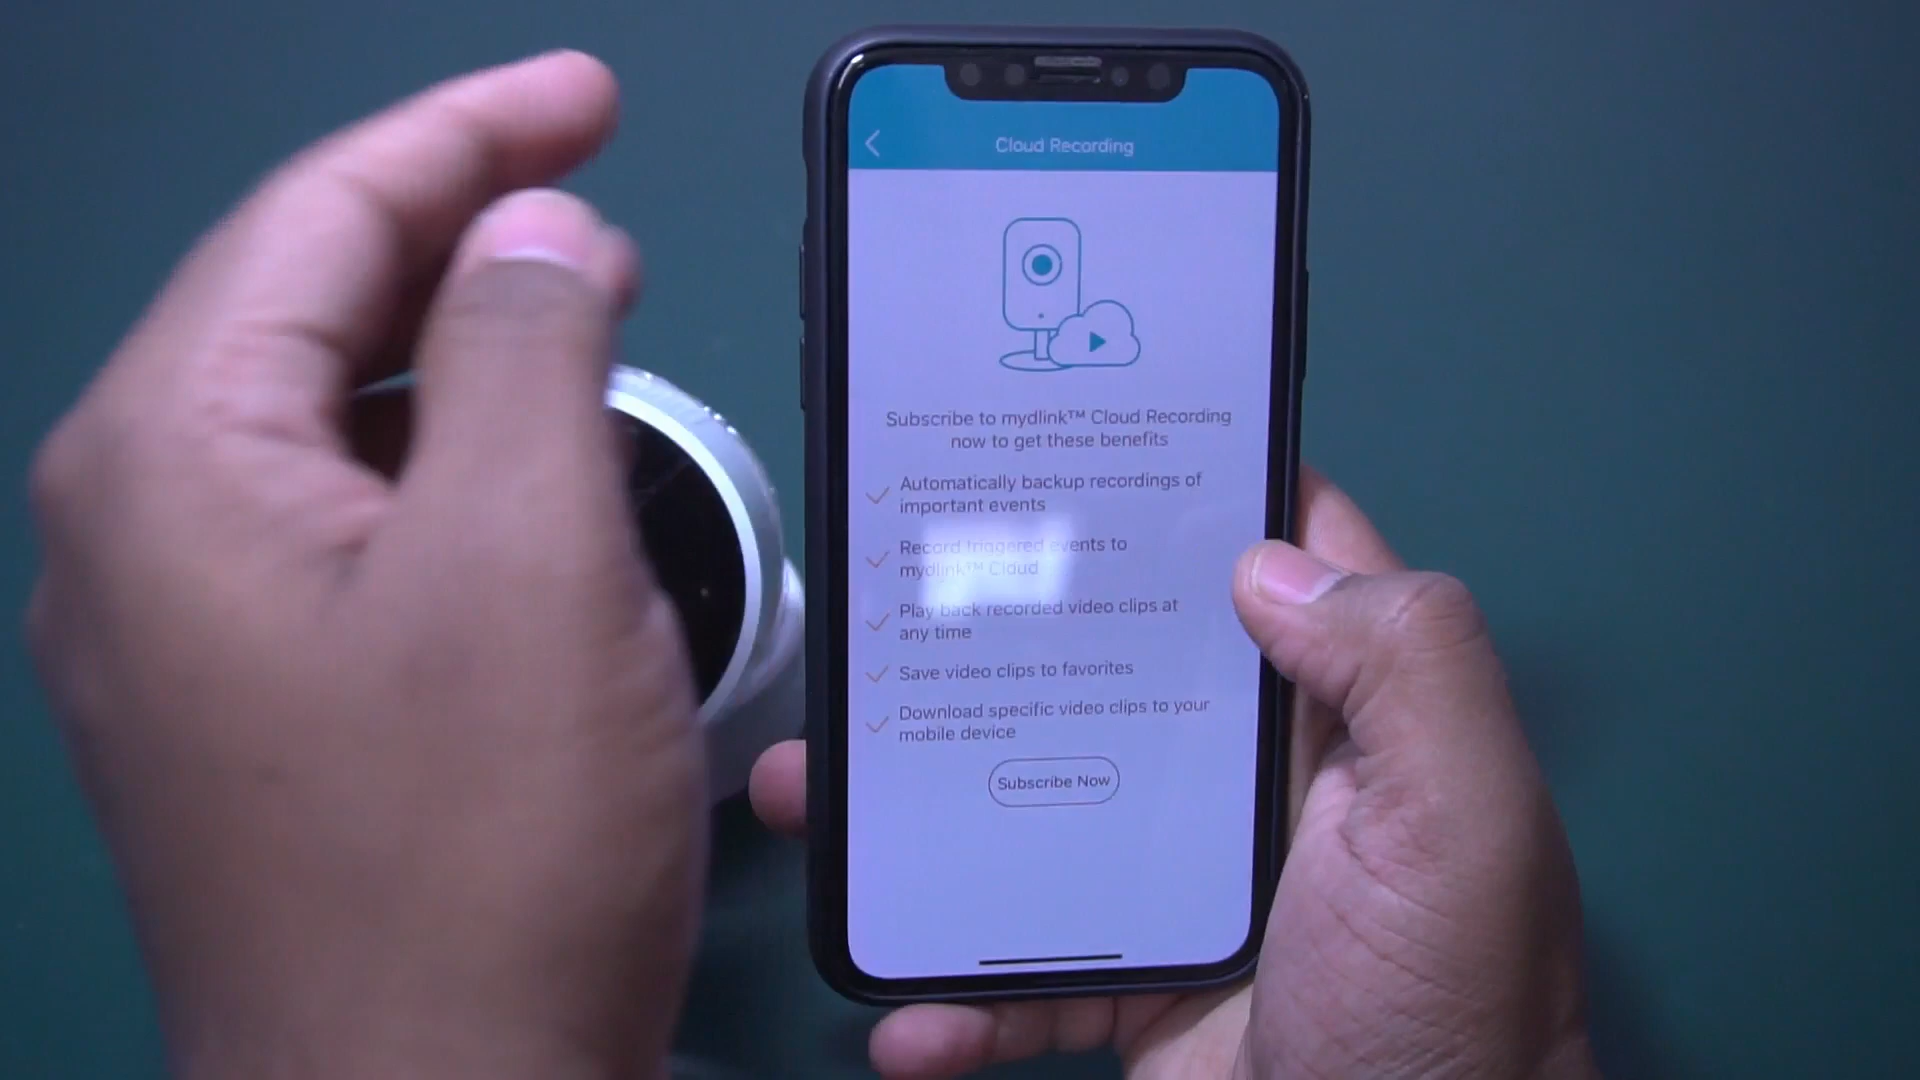 Cloud Recording
Subscribe to mydlink™ Cloud Recording
now to get these benefits
Automatically backup recordings of
important events
Record triggered events to
mydlink™ Cloud
Play back recorded video clips at
any time
Save video clips to favorites
Download specific video clips to your
mobile device
Subscribe Now